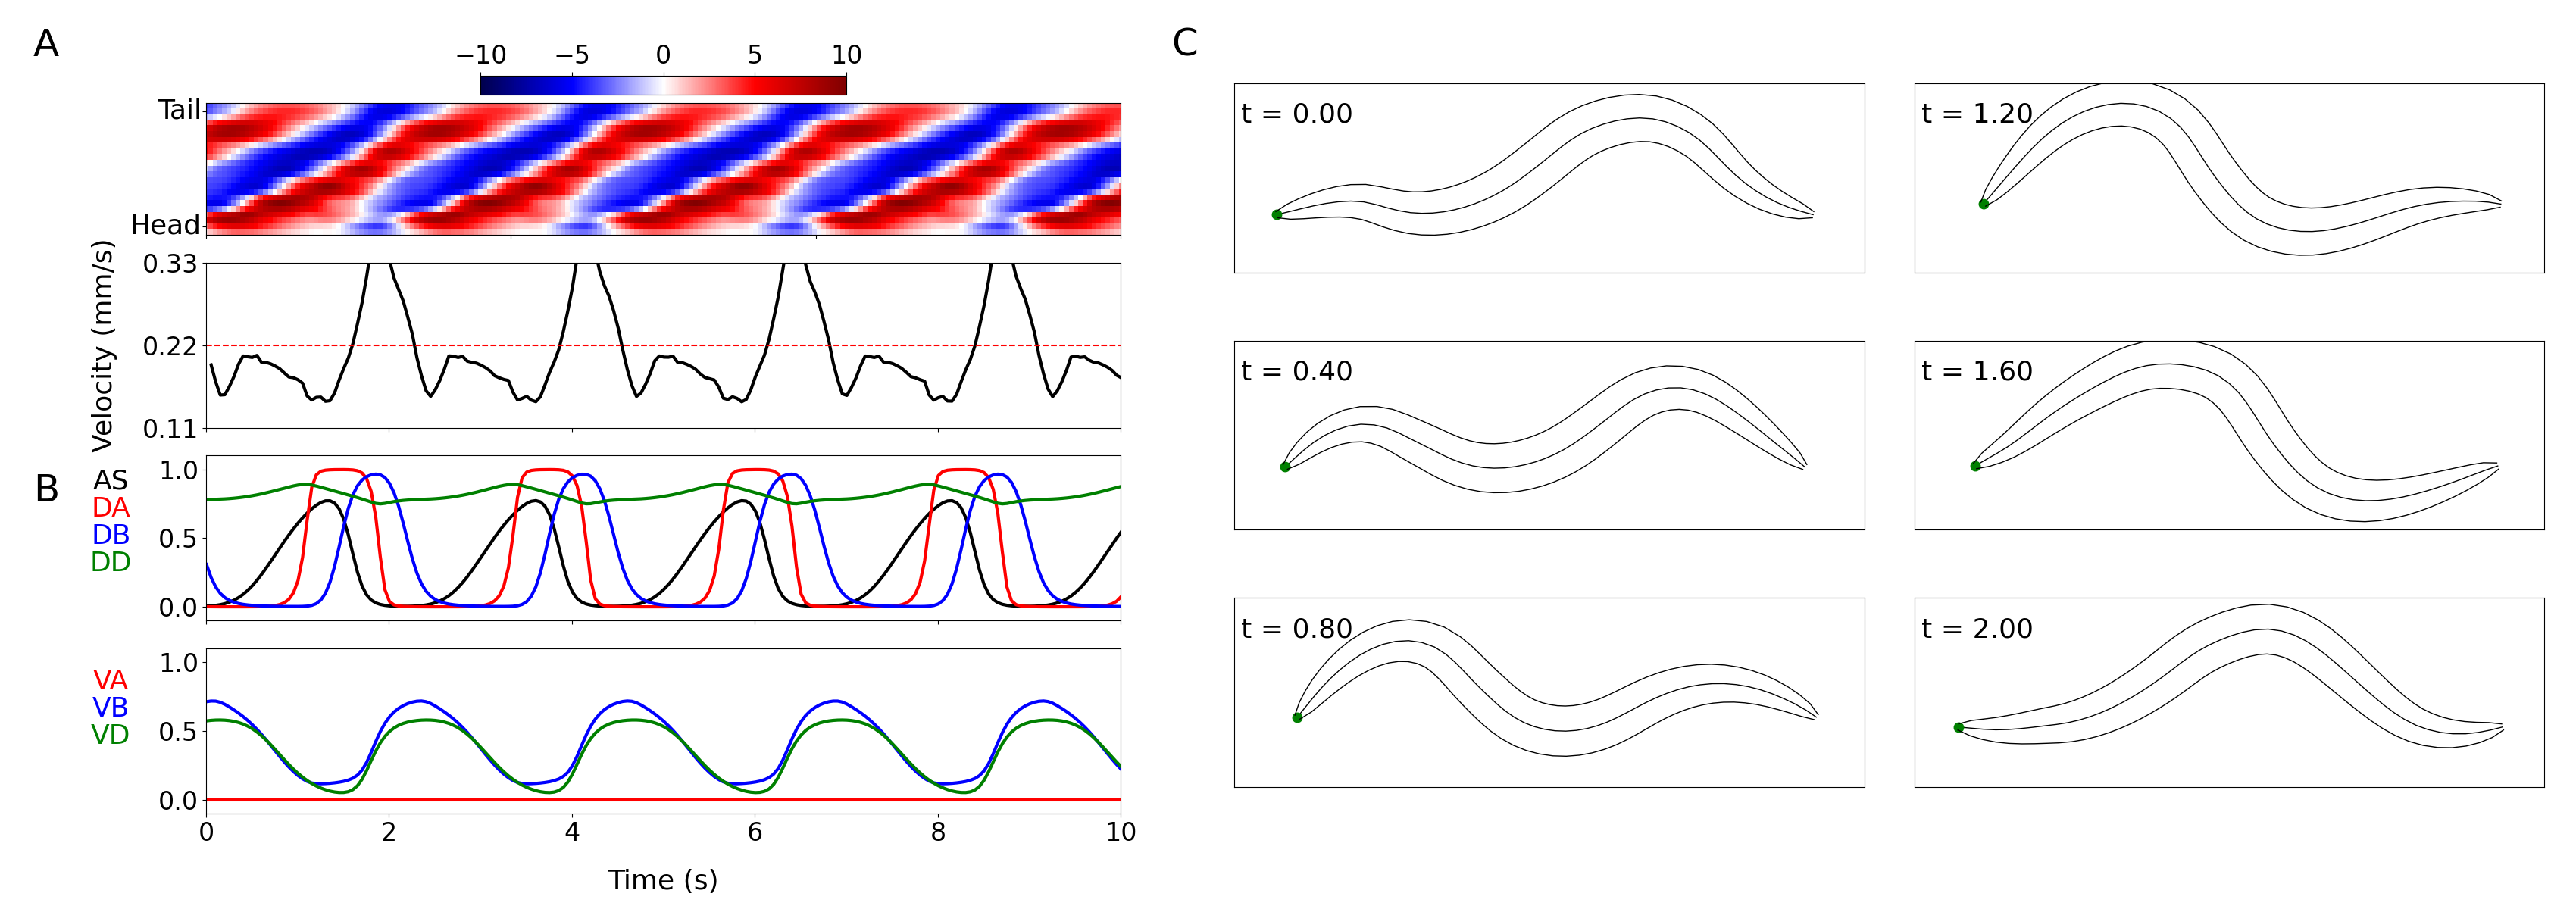 A
−10 −5 0 5 10
Tail
Head
Velocity (mm/s)
0.33
0.22
0.11
B
AS
DA
DB
DD
1.0
0.5
0.0
VA
VB
VD
1.0
0.5
0.0
0 2 4 6 8 10
Time (s)
C
t = 0.00
t = 1.20
t = 0.40
t = 1.60
t = 0.80
t = 2.00